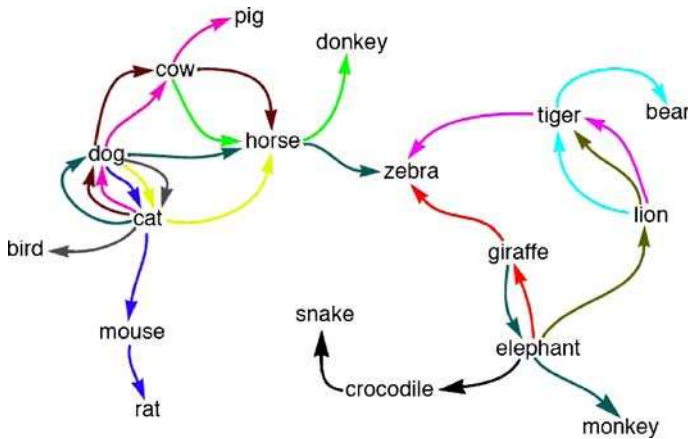 pig
donkey
cow
bear
tiger
horse
dog
zebra
cat
lion
bird
giraffe
snake
mouse
elephant
crocodile
rat
monkey